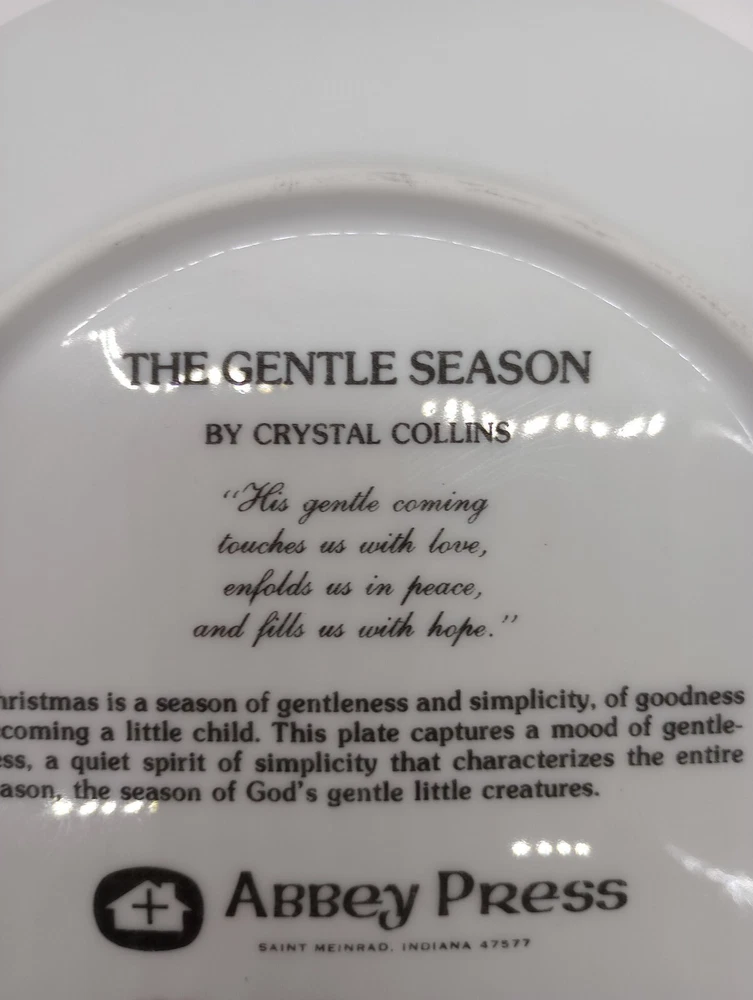 THE GENTLE SEASON
BY CRYSTAL COLLINS
“His gentle coming
touches us with love,
enfolds us in peace,
and fills us with hope.”
hristmas is a season of gentleness and simplicity, of goodness
coming a little child. This plate captures a mood of gentle-
ess, a quiet spirit of simplicity that characterizes the entire
ason, the season of God's gentle little creatures.
ABBEY PRESS
SAINT MEINRAD, INDIANA 47577